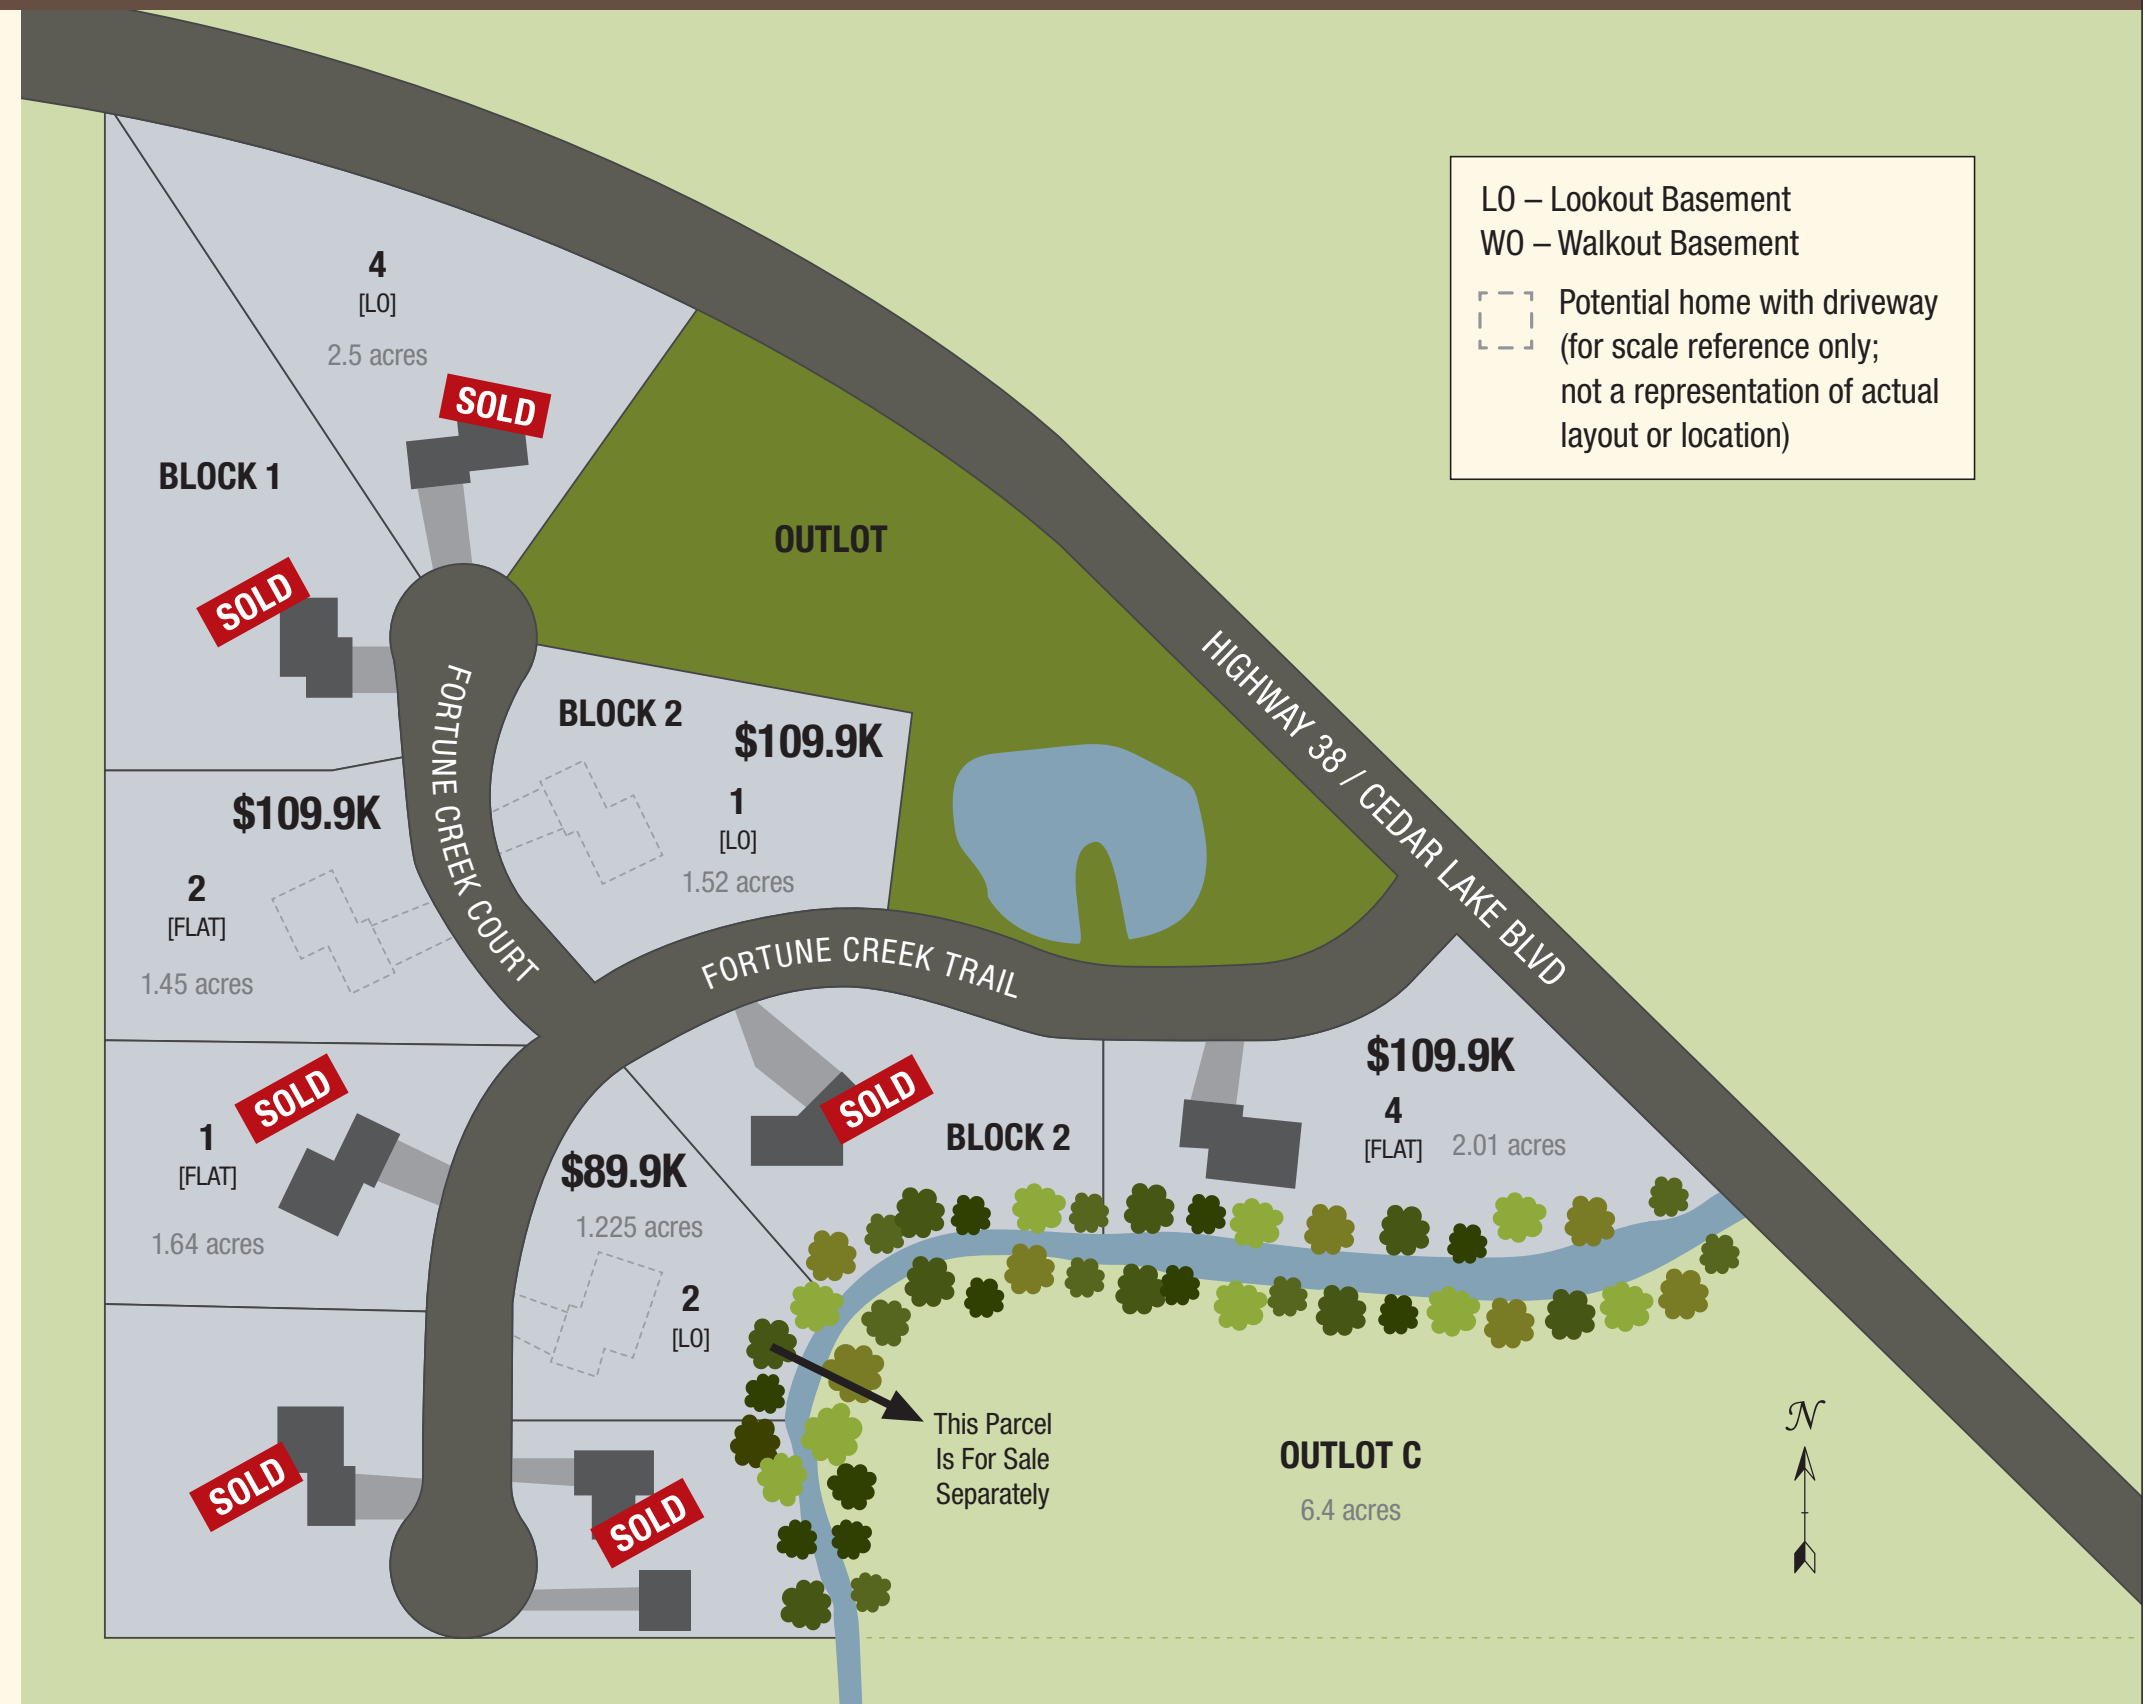 LO – Lookout Basement
WO – Walkout Basement
Potential home with driveway
(for scale reference only;
not a representation of actual
layout or location)
4
[LO]
2.5 acres
SOLD
BLOCK 1
SOLD
OUTLOT
HIGHWAY 38 / CEDAR LAKE BLVD
FORTUNE CREEK COURT
BLOCK 2
$109.9K
1
[LO]
1.52 acres
$109.9K
2
[FLAT]
1.45 acres
FORTUNE CREEK TRAIL
SOLD
1
[FLAT]
1.64 acres
$89.9K
1.225 acres
2
[LO]
SOLD
BLOCK 2
$109.9K
4
[FLAT]
2.01 acres
This Parcel
Is For Sale
Separately
OUTLOT C
6.4 acres
N
SOLD
SOLD